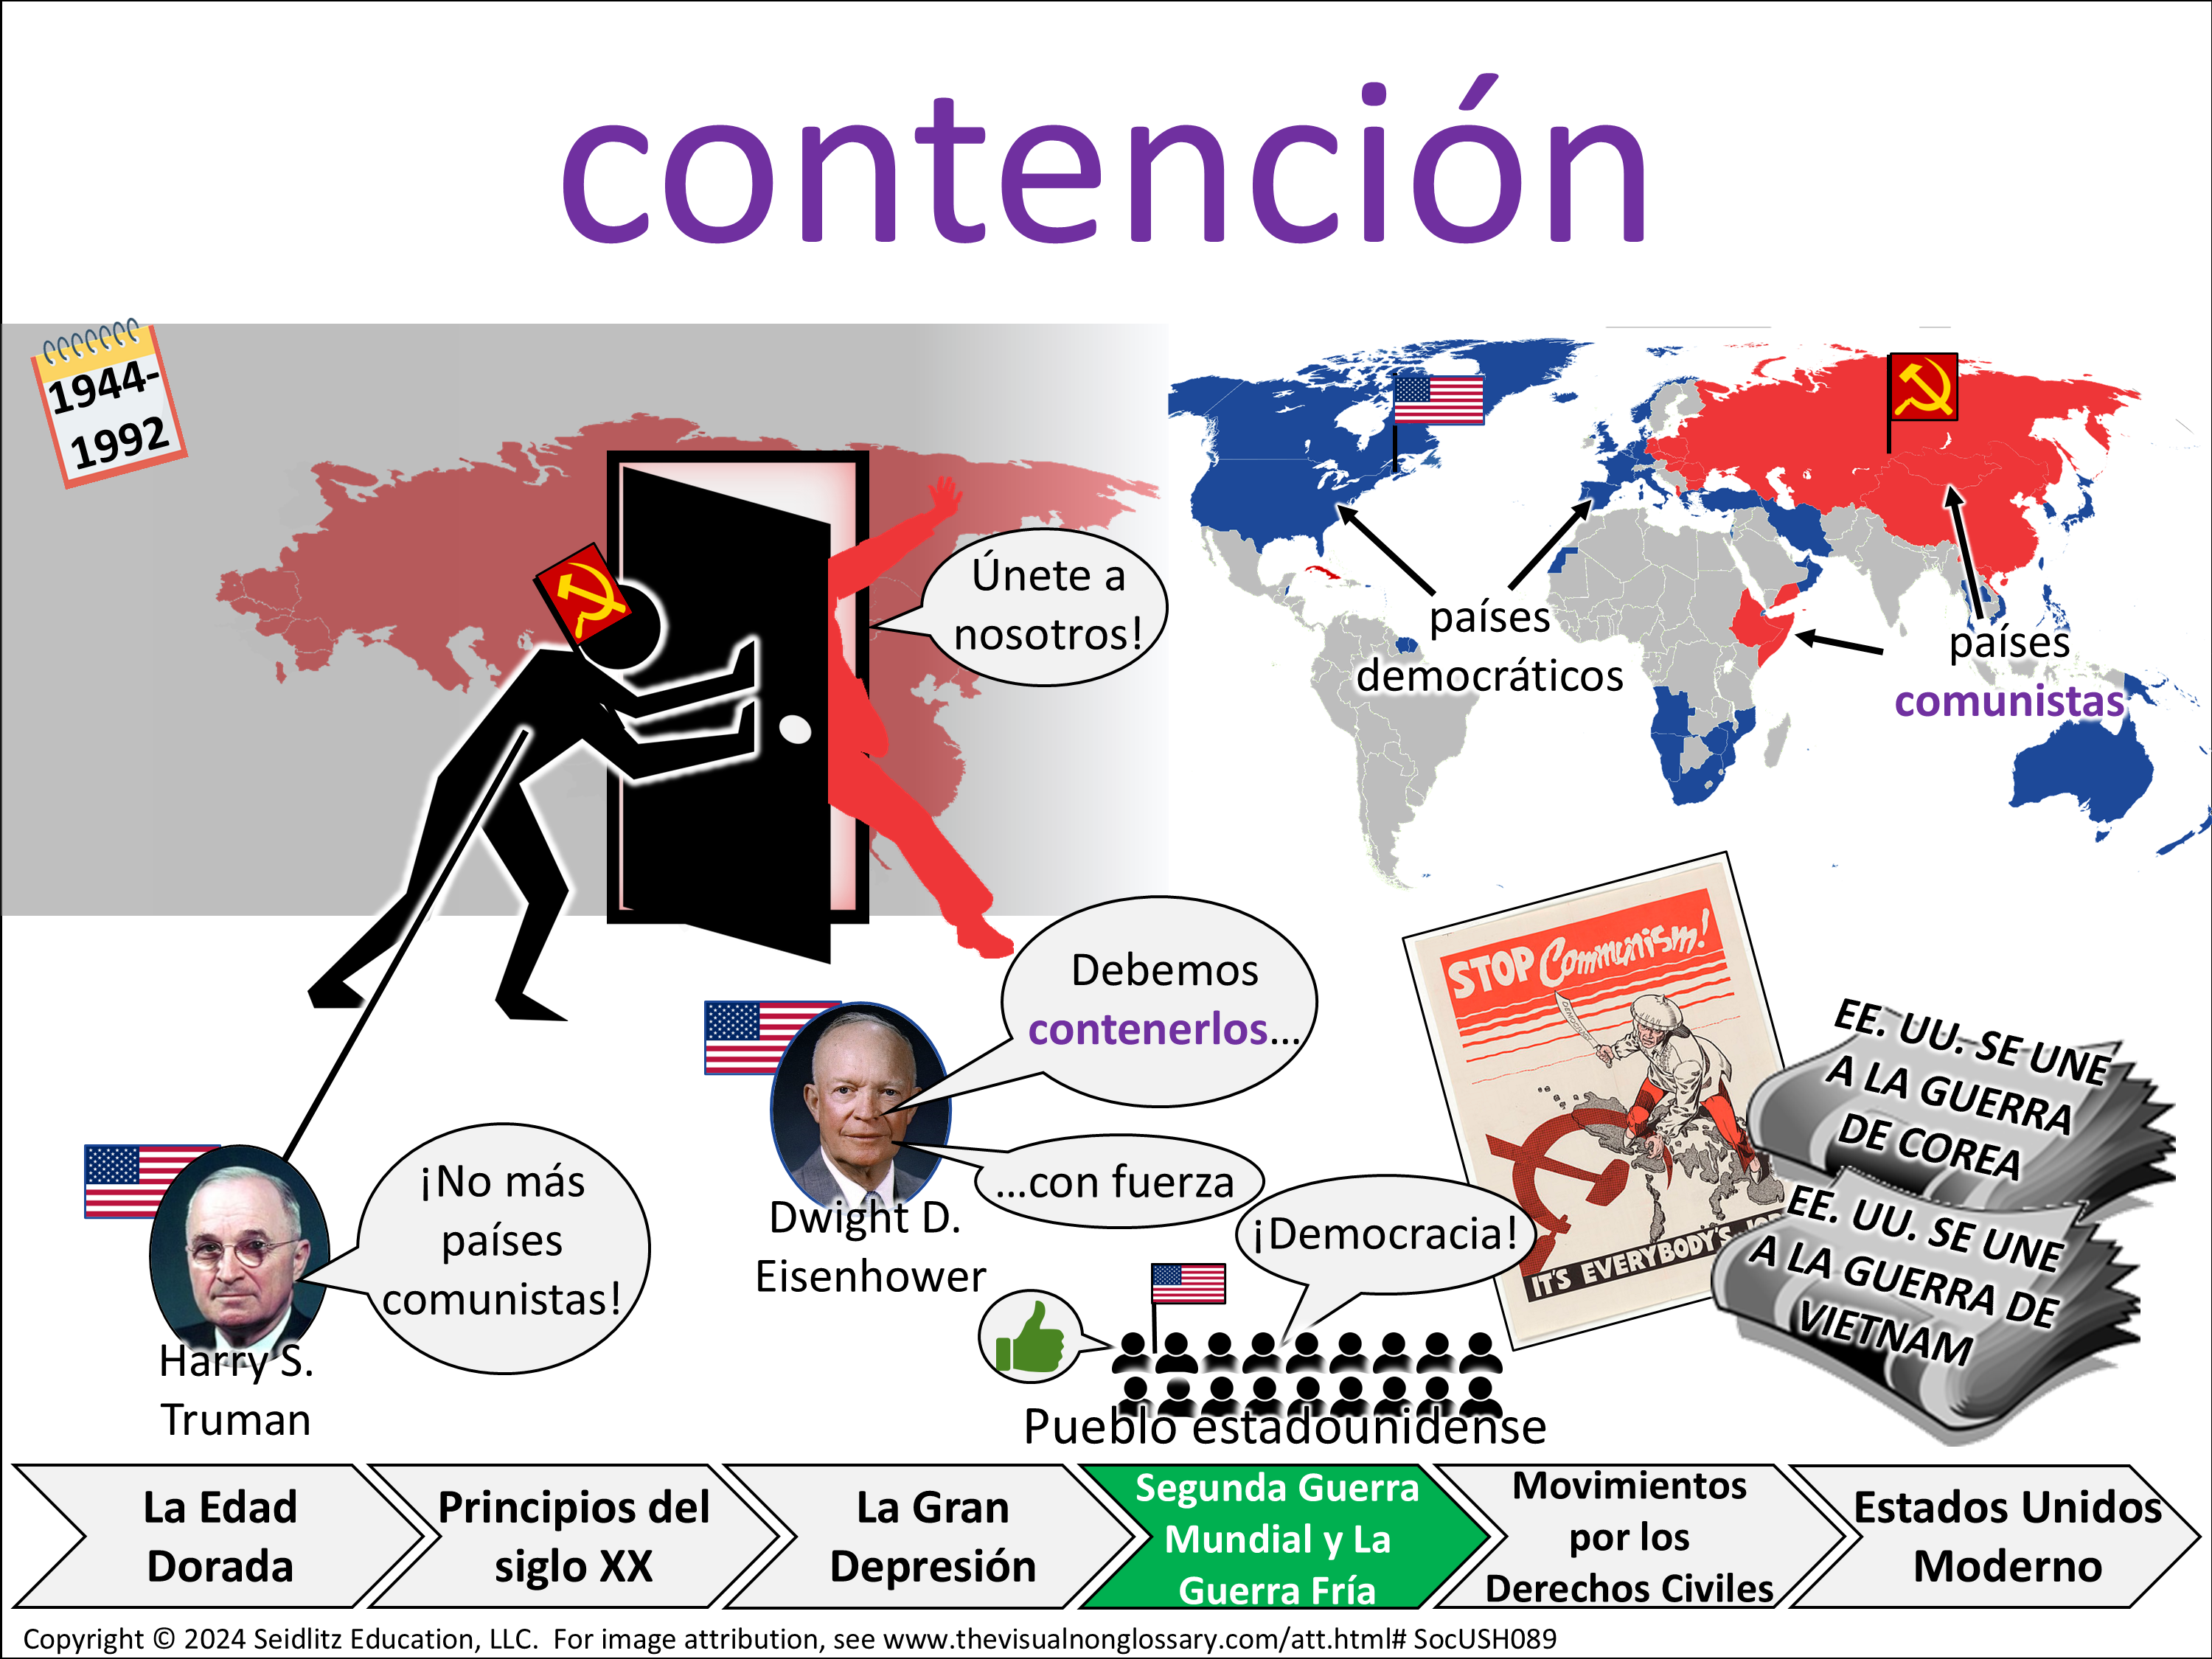 contención
1944-
1992
Únete a
nosotros!
países
democráticos
países
comunistas
Debemos
contenerlos...
...con fuerza
Dwight D.
Eisenhower
¡No más
países
comunistas!
Harry S.
Truman
¡Democracia!
Pueblo estadounidense
STOP Communism!
IT'S EVERYBODY'S
EE. UU. SE UNE
A LA GUERRA
DE COREA
EE. UU. SE UNE
A LA GUERRA DE
VIETNAM
La Edad
Dorada
Principios del
siglo XX
La Gran
Depresión
Segunda Guerra
Mundial y La
Guerra Fría
Movimientos
por los
Derechos Civiles
Estados Unidos
Moderno
Copyright © 2024 Seidlitz Education, LLC. For image attribution, see www.thevisualnonglossary.com/att.html# SocUSH089